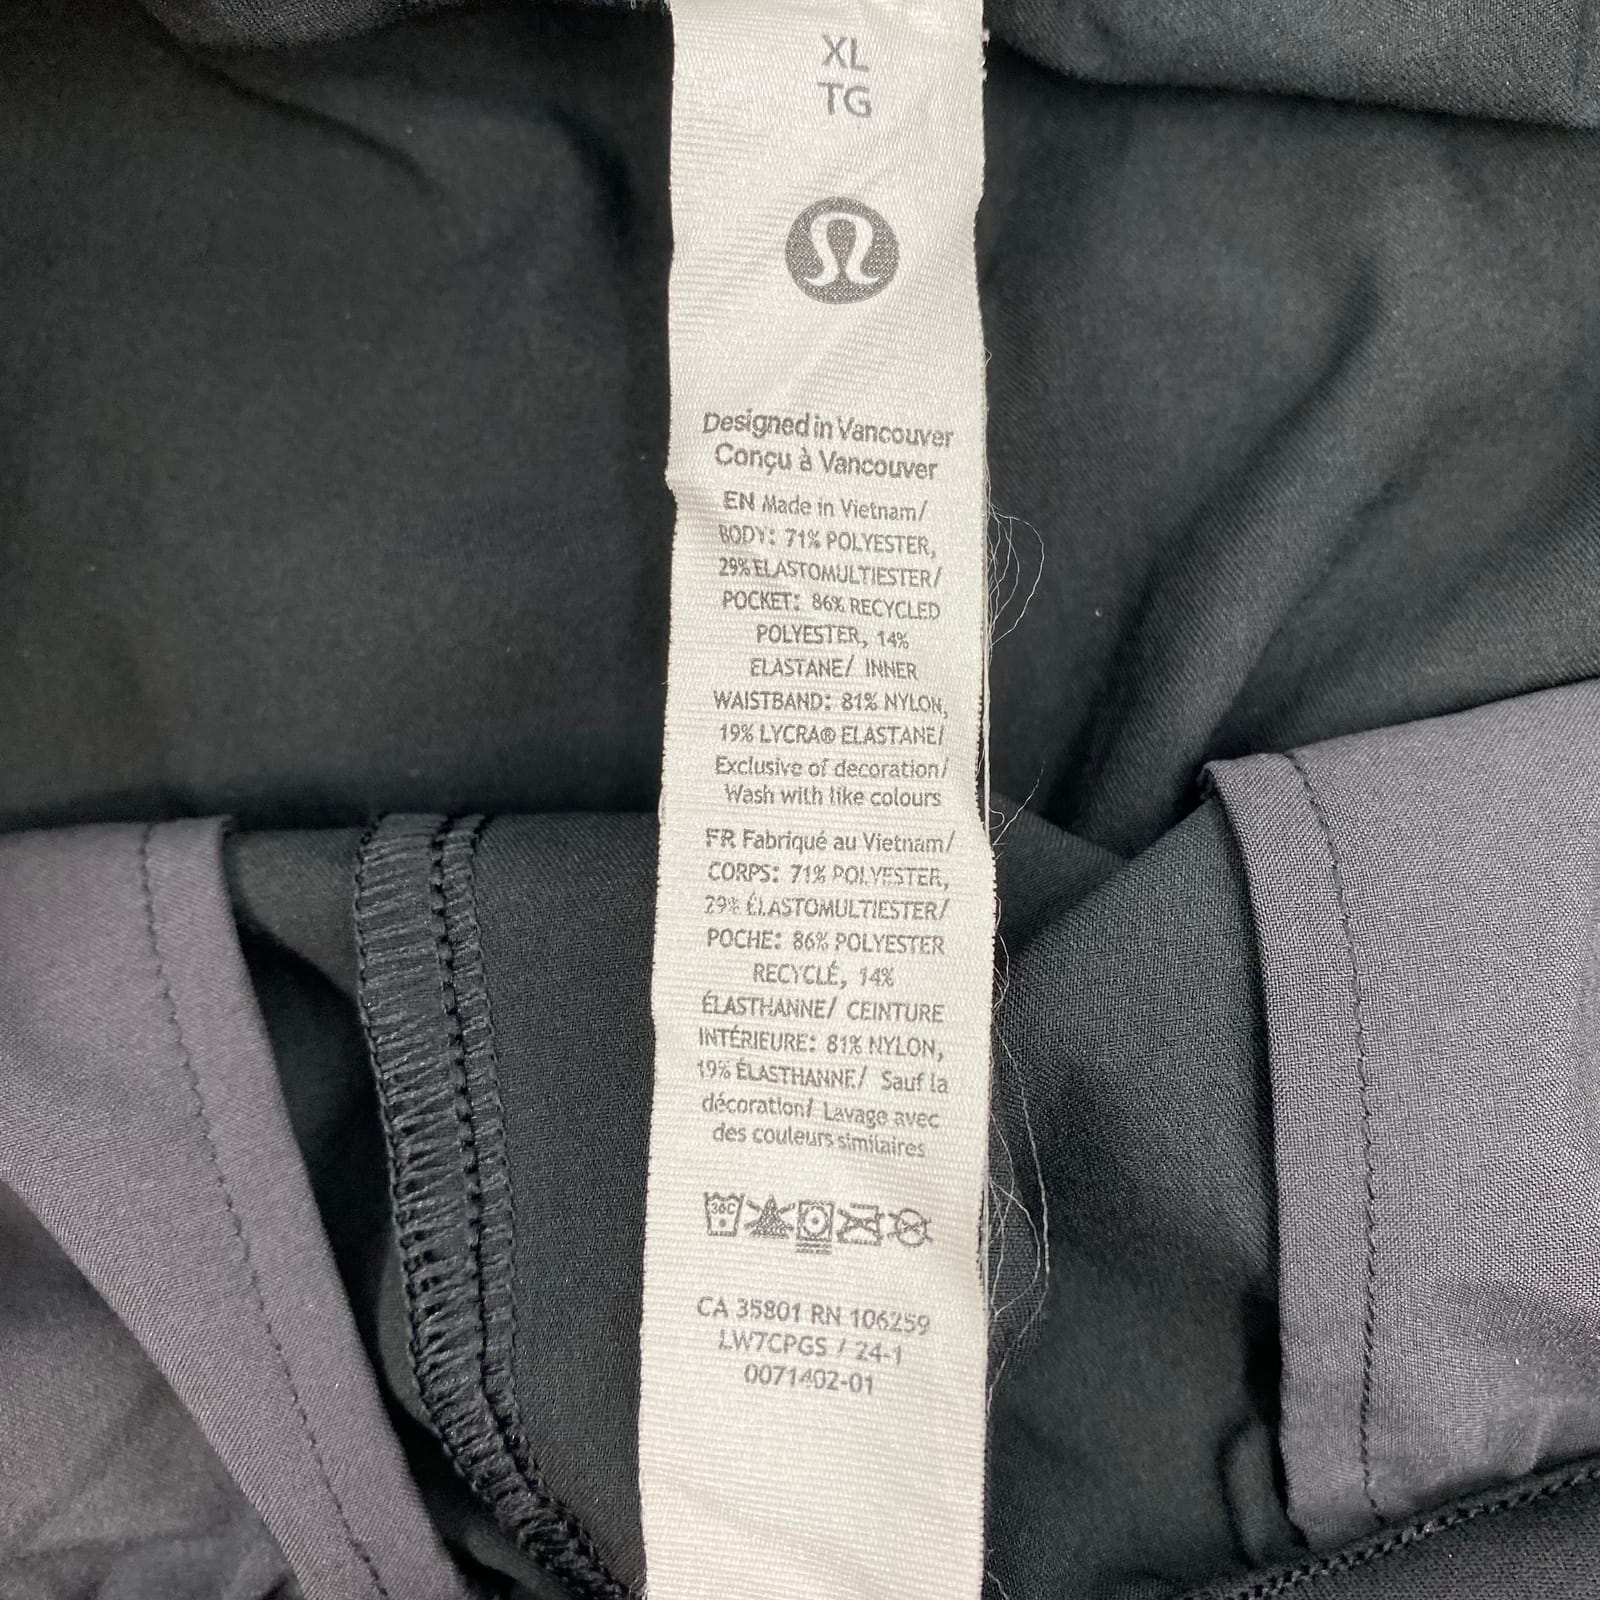 XL
TG
Designed in Vancouver
Conçu à Vancouver
EN Made in Vietnam/
BODY: 71% POLYESTER,
29% ELASTOMULTIESTER/
POCKET: 86% RECYCLED
POLYESTER, 14%
ELASTANE/ INNER
WAISTBAND: 81% NYLON,
19% LYCRA® ELASTANE/
Exclusive of decoration/
Wash with like colours
FR Fabriqué au Vietnam/
CORPS: 71% POLYESTER,
29% ÉLASTOMULTIESTER/
POCHE: 86% POLYESTER
RECYCLÉ, 14%
ÉLASTHANNE/ CEINTURE
INTÉRIEURE: 81% NYLON,
19% ÉLASTHANNE/ Sauf la
décoration/ Lavage avec
des couleurs similaires
30C
CA 35801 RN 106259
LW7CPGS / 24-1
0071402-01